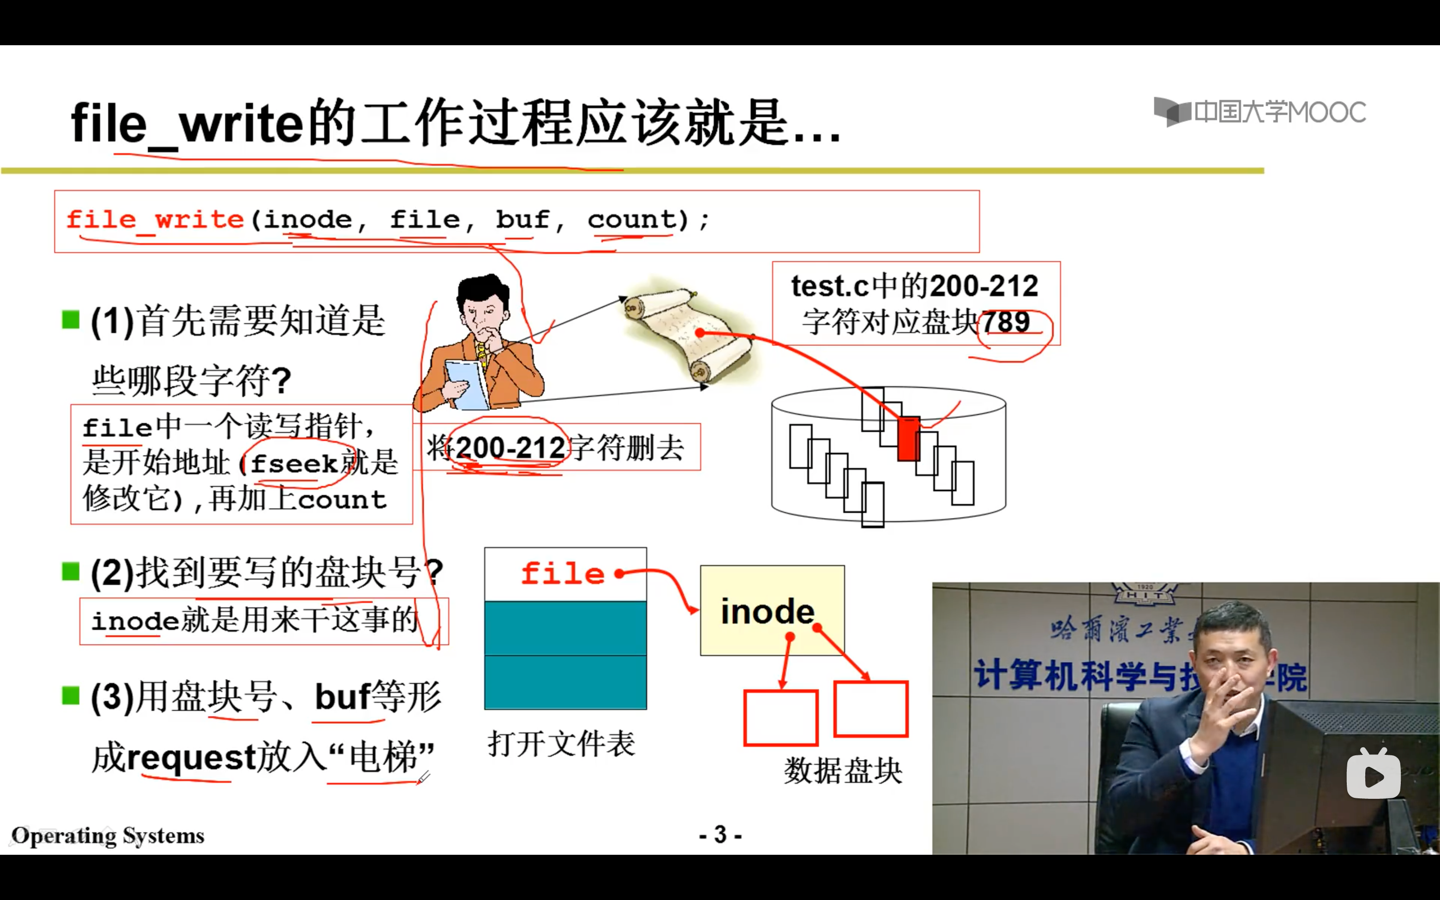 file_write的工作过程应该就是...
中国大学MOOC
file_write(inode, file, buf, count);
(1)首先需要知道是
些哪段字符?
file中一个读写指针,
是开始地址(fseek就是
修改它),再加上count
将200-212字符删去
test.c中的200-212
字符对应盘块789
(2)找到要写的盘块号?
inode就是用来干这事的
(3)用盘块号、buf等形
成request放入“电梯”
file
打开文件表
inode
数据盘块
1920
HIT
哈爾濱工業
计算机科学与技 学院
Operating Systems
- 3 -